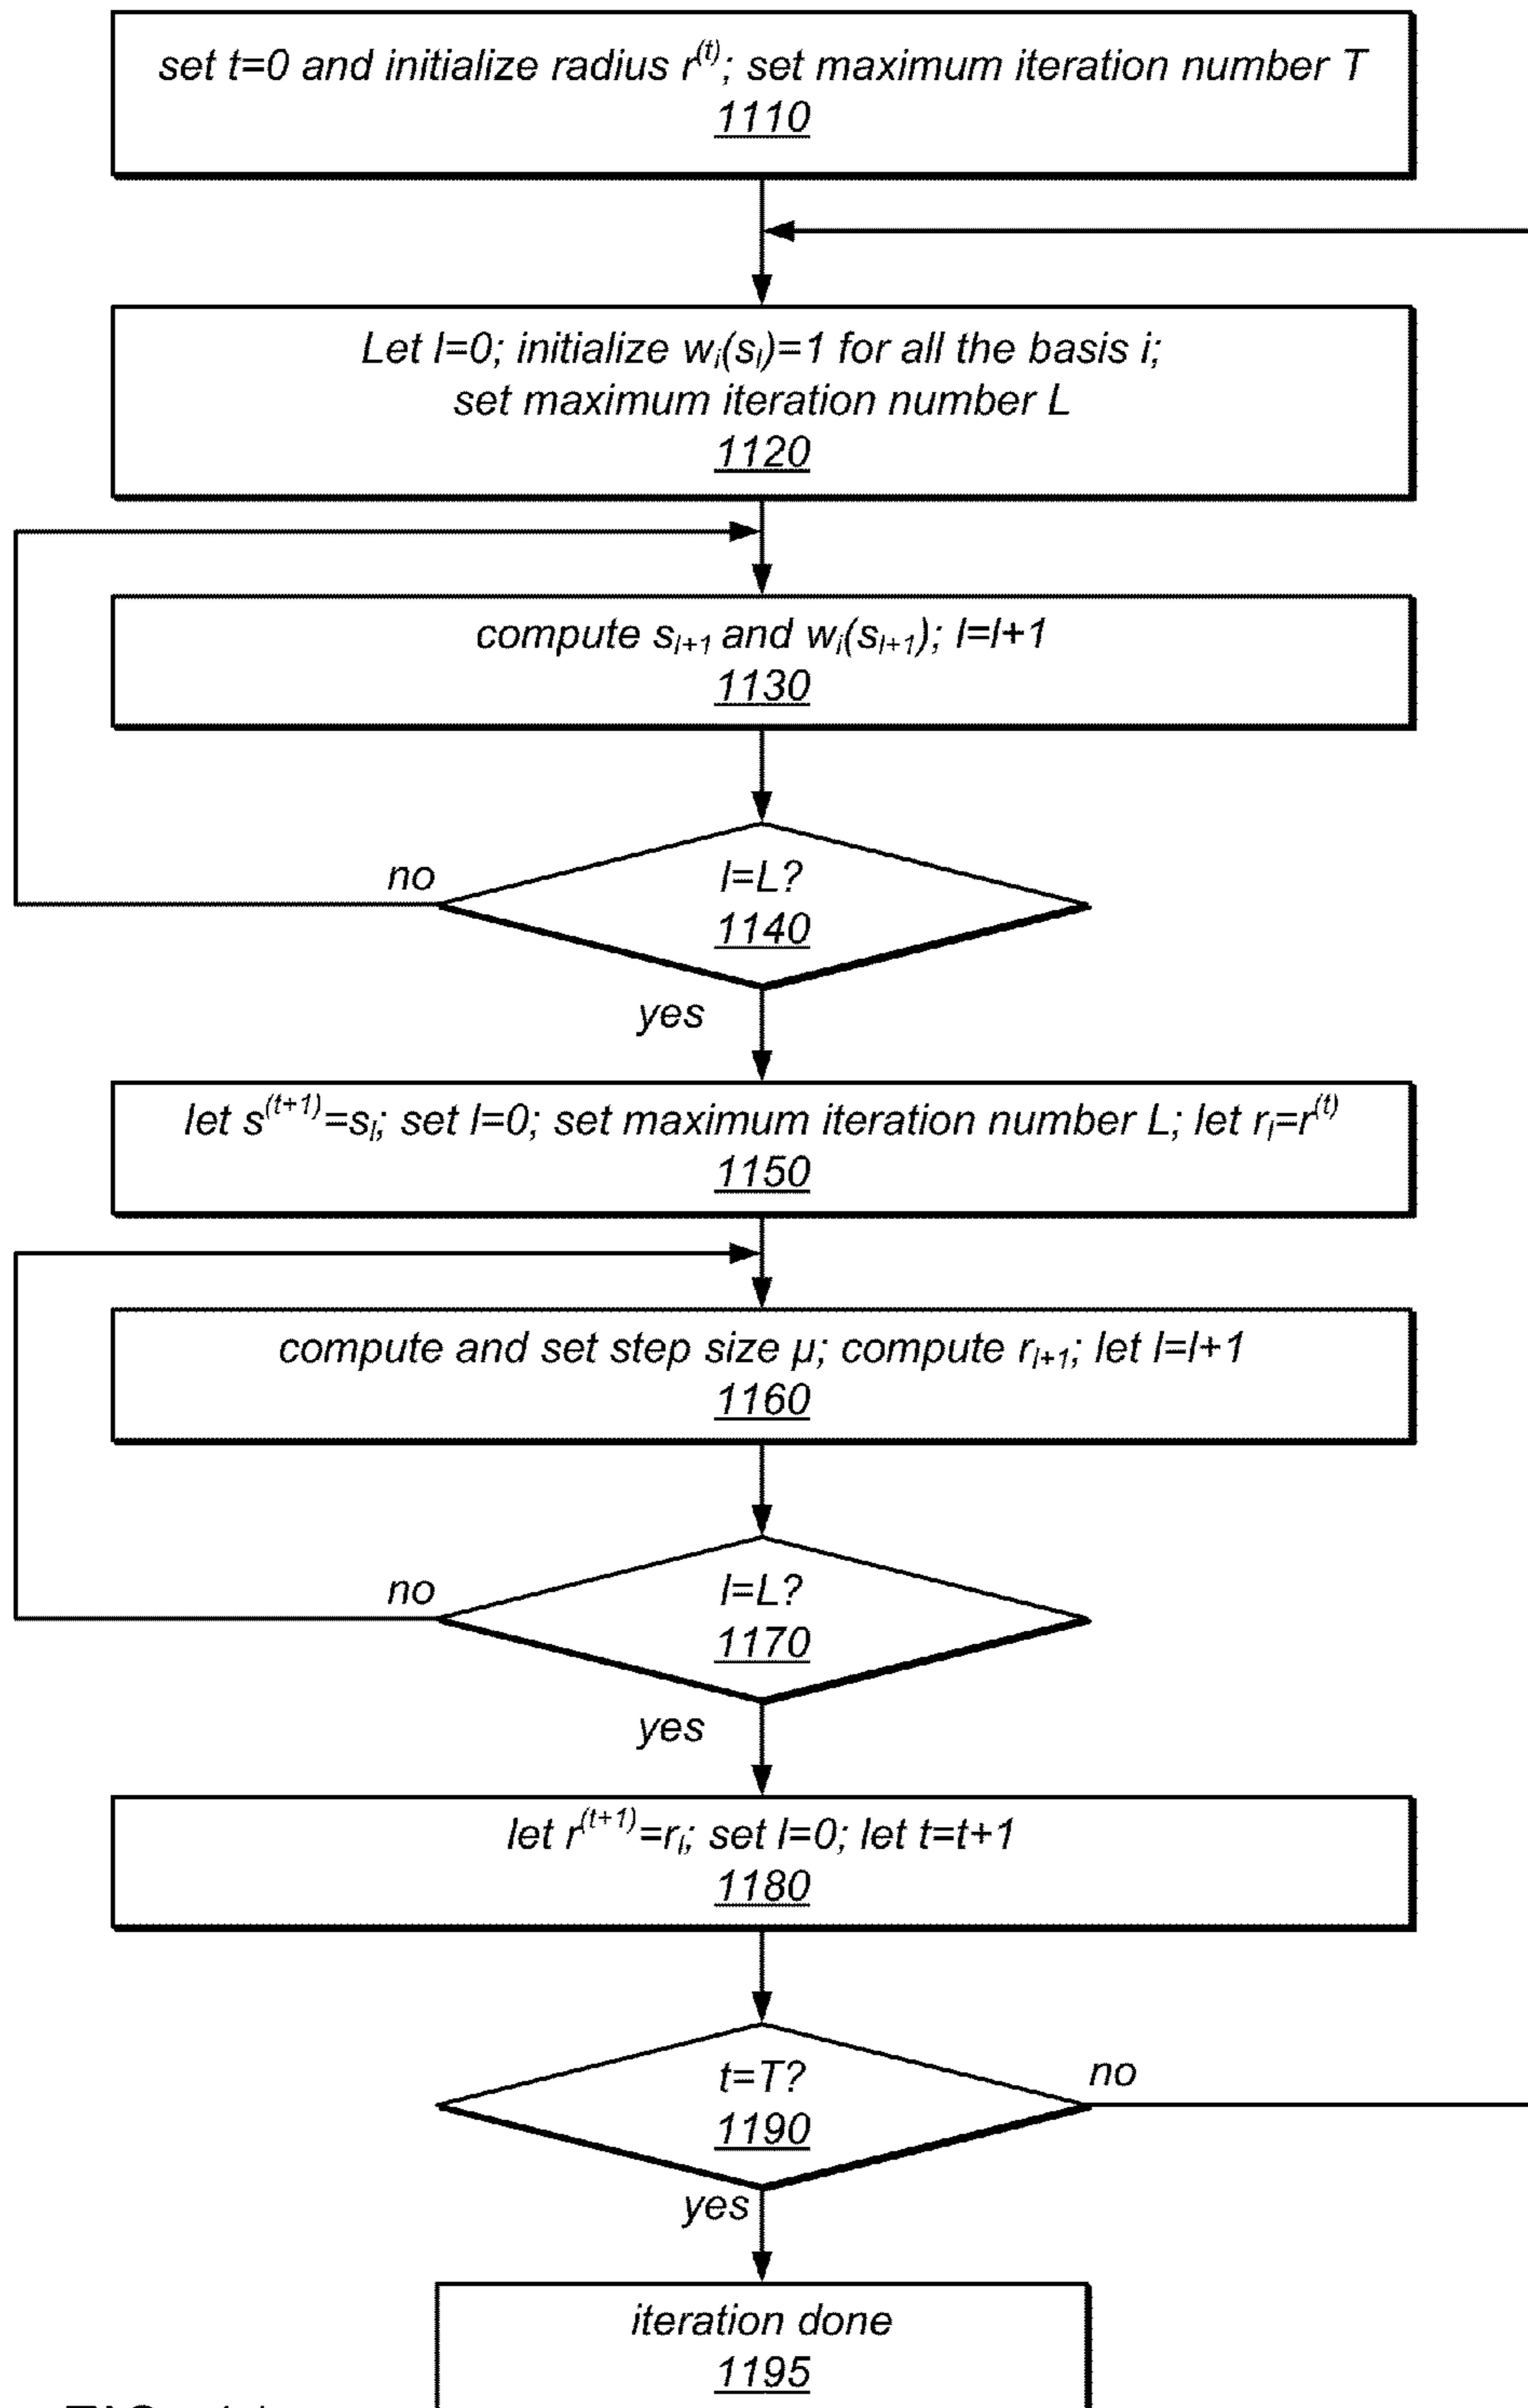 set t=0 and initialize radius r⁽ᵗ⁾; set maximum iteration number T
1110
Let l=0; initialize wᵢ(sₗ)=1 for all the basis i;
set maximum iteration number L
1120
compute sₗ₊₁ and wᵢ(sₗ₊₁); l=l+1
1130
l=L?
no
1140
yes
let s⁽ᵗ⁺¹⁾=sₗ; set l=0; set maximum iteration number L; let rₗ=r⁽ᵗ⁾
1150
compute and set step size μ; compute rₗ₊₁; let l=l+1
1160
l=L?
no
1170
yes
let r⁽ᵗ⁺¹⁾=rₗ; set l=0; let t=t+1
1180
t=T?
no
1190
yes
iteration done
1195